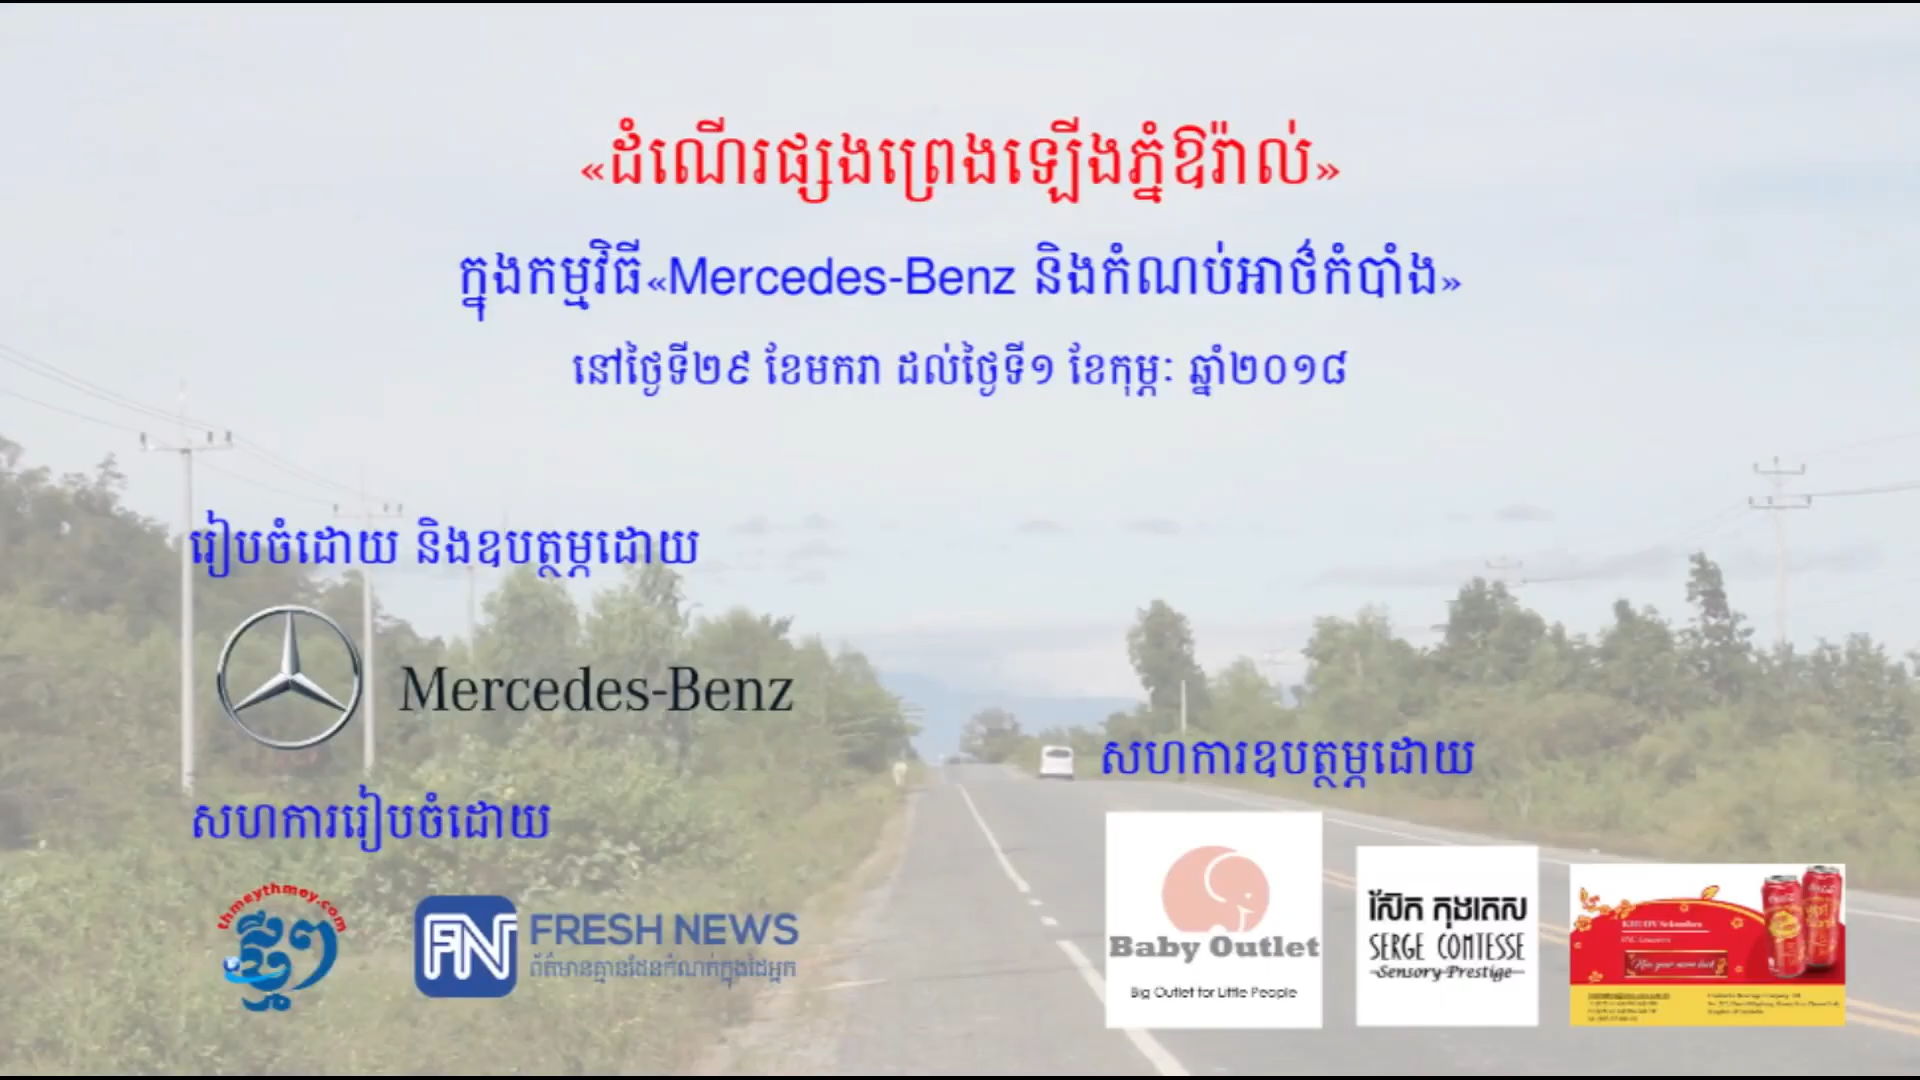 «ដំណើរផ្សងព្រេងឡើងភ្នំឱរ៉ាល់»
ក្នុងកម្មវិធី«Mercedes-Benz និងកំណប់អាថ៌កំបាំង»
នៅថ្ងៃទី២៩ ខែមករា ដល់ថ្ងៃទី១ ខែកុម្ភៈ ឆ្នាំ២០១៨
រៀបចំដោយ និងឧបត្ថម្ភដោយ
Mercedes-Benz
សហការរៀបចំដោយ
thmeythmey.com
ថ្មីៗ
FRESH NEWS
ព័ត៌មានគ្មានដែនកំណត់ក្នុងដៃអ្នក
សហការឧបត្ថម្ភដោយ
Baby Outlet
Big Outlet for Little People
ស៊ែក កុងតេស
SERGE COMTESSE
Sensory Prestige